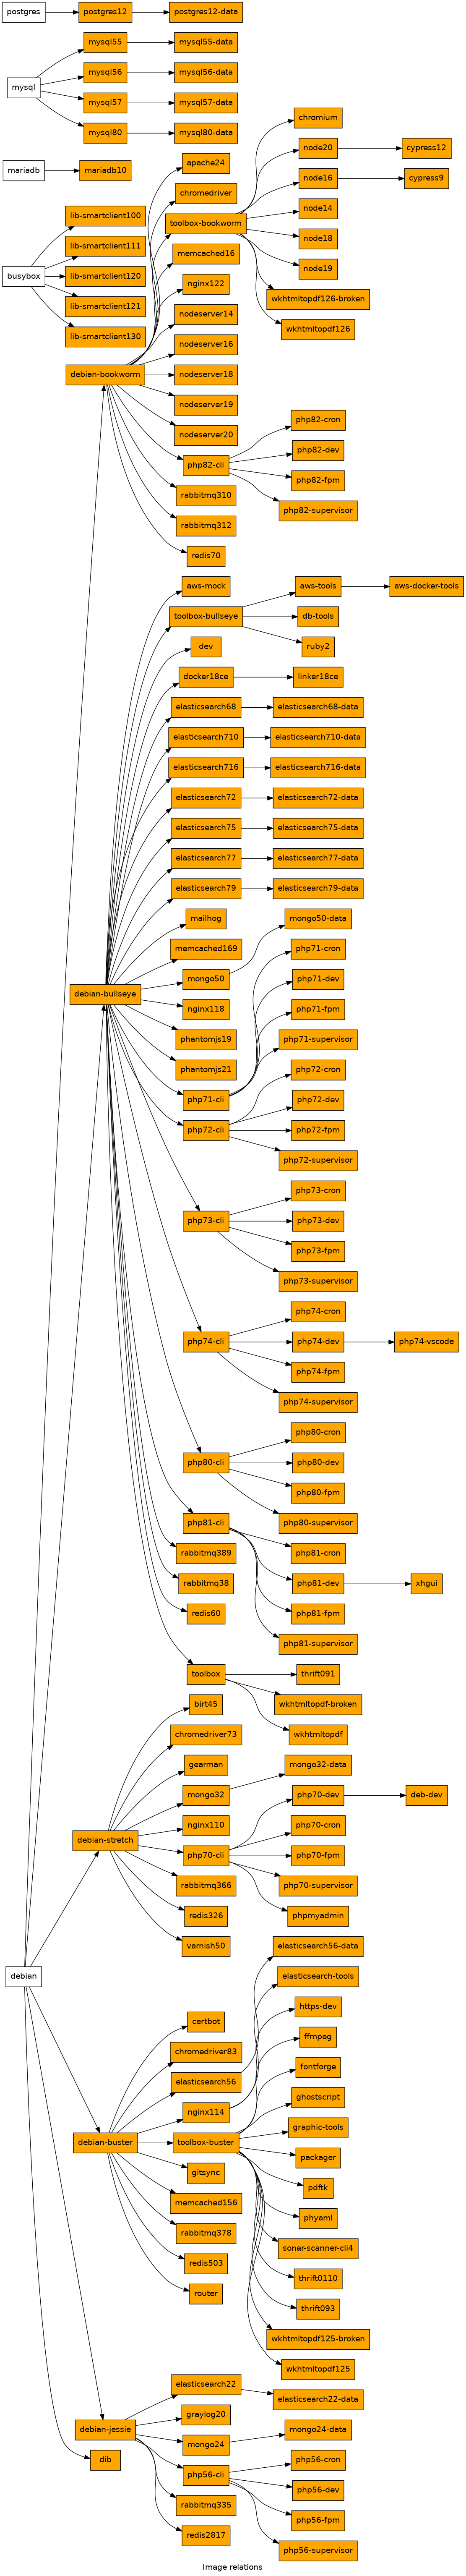 postgres
postgres12
postgres12-data
mysql
mysql55
mysql55-data
mysql56
mysql56-data
mysql57
mysql57-data
mysql80
mysql80-data
mariadb
mariadb10
busybox
lib-smartclient100
lib-smartclient111
lib-smartclient120
lib-smartclient121
lib-smartclient130
debian
debian-bookworm
apache24
chromedriver
toolbox-bookworm
chromium
node20
cypress12
node16
cypress9
node14
node18
node19
wkhtmltopdf126-broken
wkhtmltopdf126
memcached16
nginx122
nodeserver14
nodeserver16
nodeserver18
nodeserver19
nodeserver20
php82-cli
php82-cron
php82-dev
php82-fpm
php82-supervisor
rabbitmq310
rabbitmq312
redis70
debian-bullseye
aws-mock
toolbox-bullseye
aws-tools
aws-docker-tools
db-tools
ruby2
dev
docker18ce
linker18ce
elasticsearch68
elasticsearch68-data
elasticsearch710
elasticsearch710-data
elasticsearch716
elasticsearch716-data
elasticsearch72
elasticsearch72-data
elasticsearch75
elasticsearch75-data
elasticsearch77
elasticsearch77-data
elasticsearch79
elasticsearch79-data
mailhog
memcached169
mongo50
mongo50-data
nginx118
phantomjs19
phantomjs21
php71-cli
php71-cron
php71-dev
php71-fpm
php71-supervisor
php72-cli
php72-cron
php72-dev
php72-fpm
php72-supervisor
php73-cli
php73-cron
php73-dev
php73-fpm
php73-supervisor
php74-cli
php74-cron
php74-dev
php74-vscode
php74-fpm
php74-supervisor
php80-cli
php80-cron
php80-dev
php80-fpm
php80-supervisor
php81-cli
php81-cron
php81-dev
xhgui
php81-fpm
php81-supervisor
rabbitmq389
rabbitmq38
redis60
toolbox
thrift091
wkhtmltopdf-broken
wkhtmltopdf
debian-stretch
birt45
chromedriver73
gearman
mongo32
mongo32-data
nginx110
php70-cli
php70-dev
deb-dev
php70-cron
php70-fpm
php70-supervisor
phpmyadmin
rabbitmq366
redis326
varnish50
debian-buster
certbot
chromedriver83
elasticsearch56
elasticsearch56-data
elasticsearch-tools
nginx114
https-dev
toolbox-buster
ffmpeg
fontforge
ghostscript
graphic-tools
packager
pdftk
phyaml
sonar-scanner-cli4
thrift0110
thrift093
wkhtmltopdf125-broken
wkhtmltopdf125
gitsync
memcached156
rabbitmq378
redis503
router
debian-jessie
elasticsearch22
elasticsearch22-data
graylog20
mongo24
mongo24-data
php56-cli
php56-cron
php56-dev
php56-fpm
php56-supervisor
rabbitmq335
redis2817
dib
Image relations